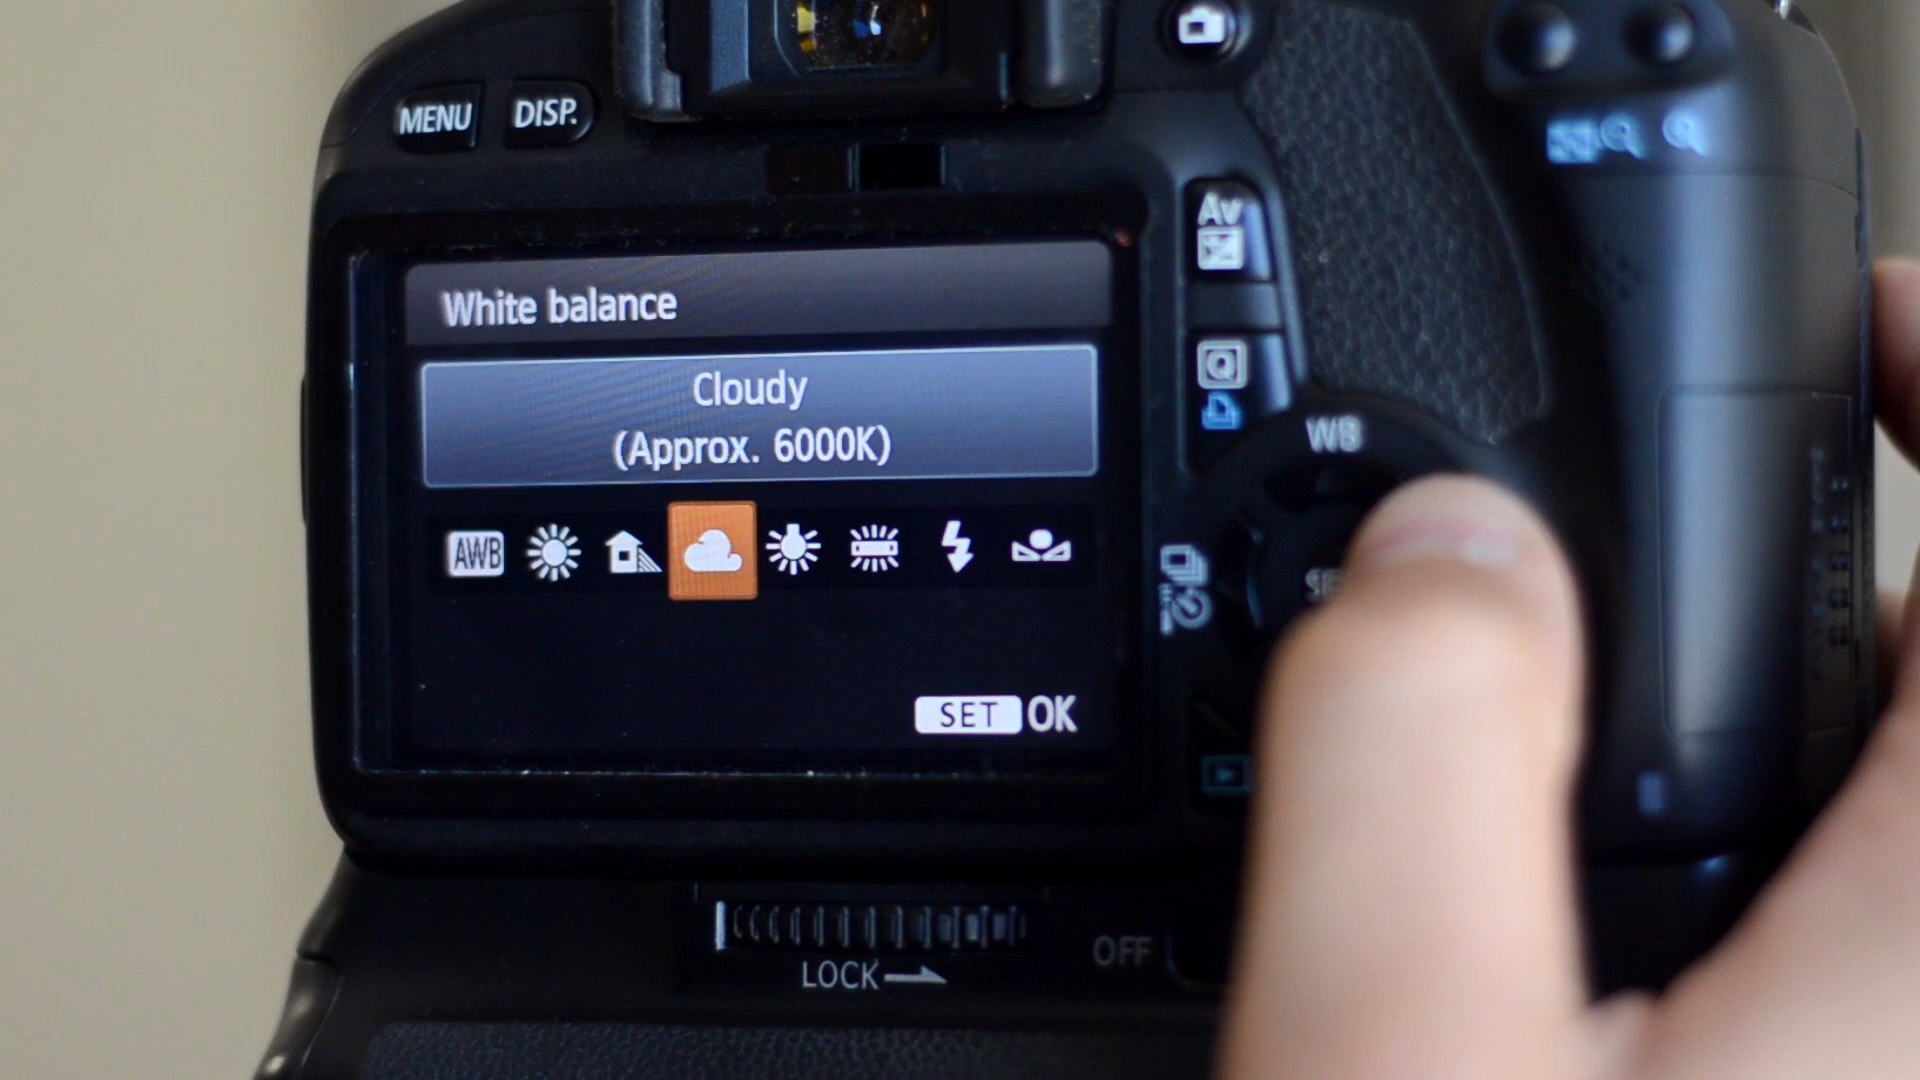 MENU DISP.
Av
White balance
Cloudy
(Approx. 6000K)
Q
WB
AWB
SET OK
LOCK
OFF